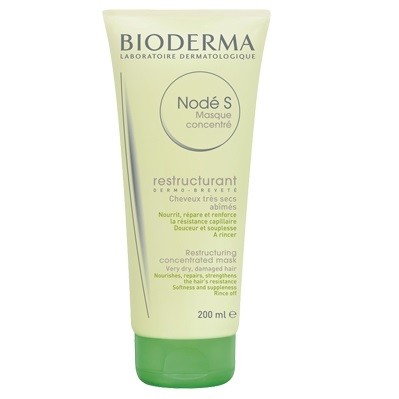 BIODERMA
LABORATOIRE DERMATOLOGIQUE
Nodé S
Masque
concentré
restructurant
DERMO-BREVETÉ
Cheveux très secs
abîmés
Nourrit, répare et renforce
la résistance capillaire
Douceur et souplesse
A rincer
Restructuring
concentrated mask
Very dry, damaged hair
Nourishes, repairs, strengthens
the hair's resistance
Softness and suppleness
Rinse off
200 ml ℮